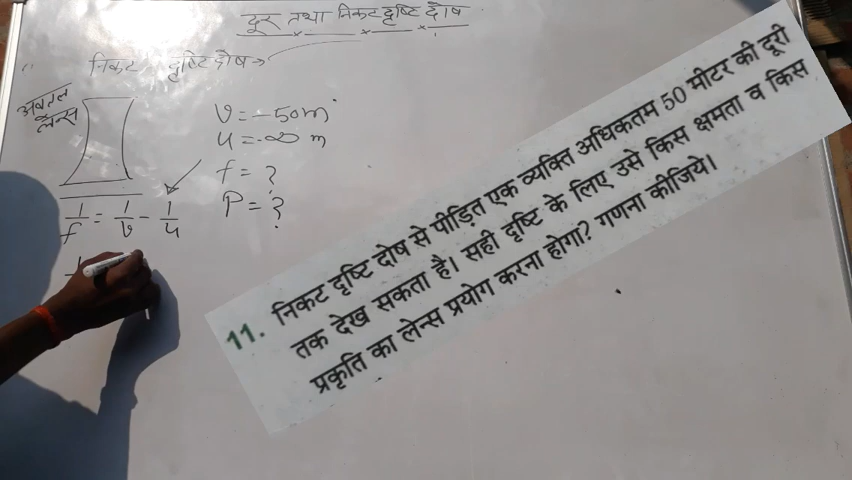 दूर तथा निकट दृष्टि दोष
निकट दृष्टि दोष →
अवतल
लेन्स
v = -50m
u = -∞ m
f = ?
P = ?
1/f = 1/v - 1/u
11. निकट दृष्टि दोष से पीड़ित एक व्यक्ति अधिकतम 50 मीटर की दूरी
तक देख सकता है। सही दृष्टि के लिए उसे किस क्षमता व किस
प्रकृति का लेन्स प्रयोग करना होगा? गणना कीजिये।